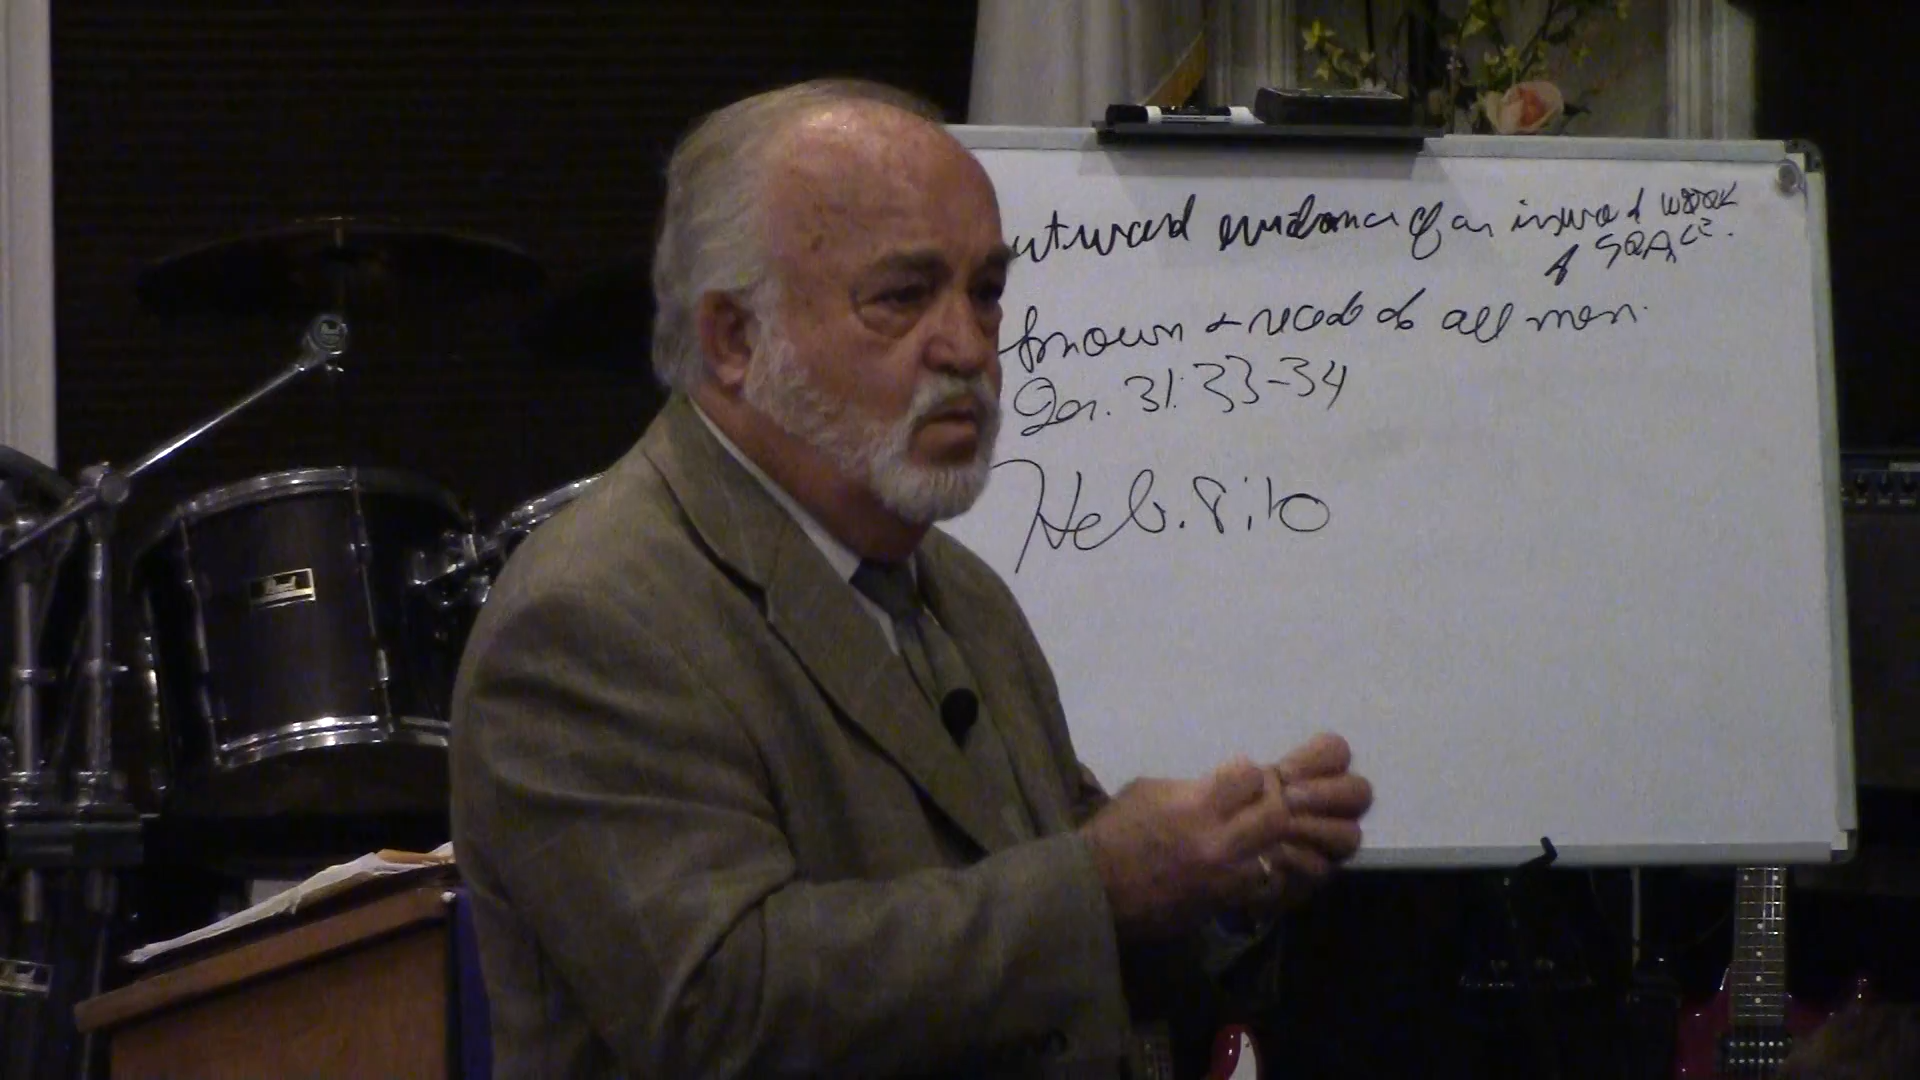 utward evidence of an inward work
of GRACE.
known + read of all men.
Jer. 31:33-34
Heb. 8:10
Pearl